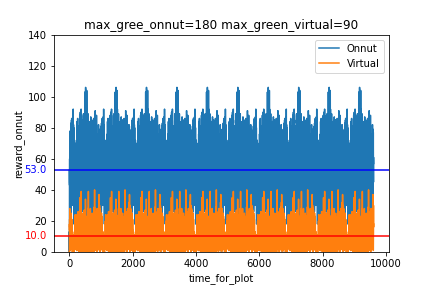 max_gree_onnut=180 max_green_virtual=90
Onnut
Virtual
reward_onnut
140
120
100
80
60
53.0
40
20
10.0
0
0 2000 4000 6000 8000 10000
time_for_plot